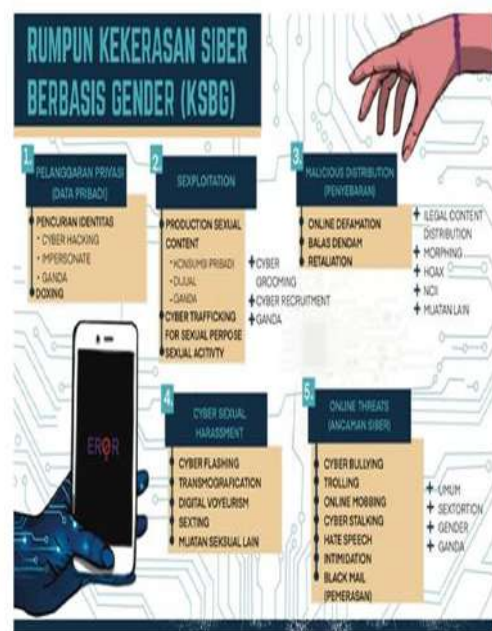 RUMPUN KEKERASAN SIBER
BERBASIS GENDER (KSBG)
1.
PELANGGARAN PRIVASI
(DATA PRIBADI)
PENCURIAN IDENTITAS
CYBER HACKING
IMPERSONATE
GANDA
DOXING
2.
SEXPLOITATION
PRODUCTION SEXUAL
CONTENT
KONSUMSI PRIBADI
DIJUAL
GANDA
CYBER TRAFFICKING
FOR SEXUAL PERPOSE
SEXUAL ACITIVTY
+ CYBER
GROOMING
+ CYBER RECRUITMENT
+ GANDA
3.
MALICIOUS DISTRIBUTION
(PENYEBARAN)
ONLINE DEFAMATION
BALAS DENDAM
RETALIATION
+ ILEGAL CONTENT
DISTRIBUTION
+ MORPHING
+ HOAX
+ NCII
+ MUATAN LAIN
EROR
4.
CYBER SEXUAL
HARASSMENT
CYBER FLASHING
TRANSMOGRAFICATION
DIGITAL VOYEURISM
SEXTING
MUATAN SEKSUAL LAIN
5.
ONLINE THREATS
(ANCAMAN SIBER)
CYBER BULLYING
TROLLING
ONLINE MOBBING
CYBER STALKING
HATE SPEECH
INTIMIDATION
BLACK MAIL
(PEMERASAN)
+ UMUM
+ SEXTORTION
+ GENDER
+ GANDA